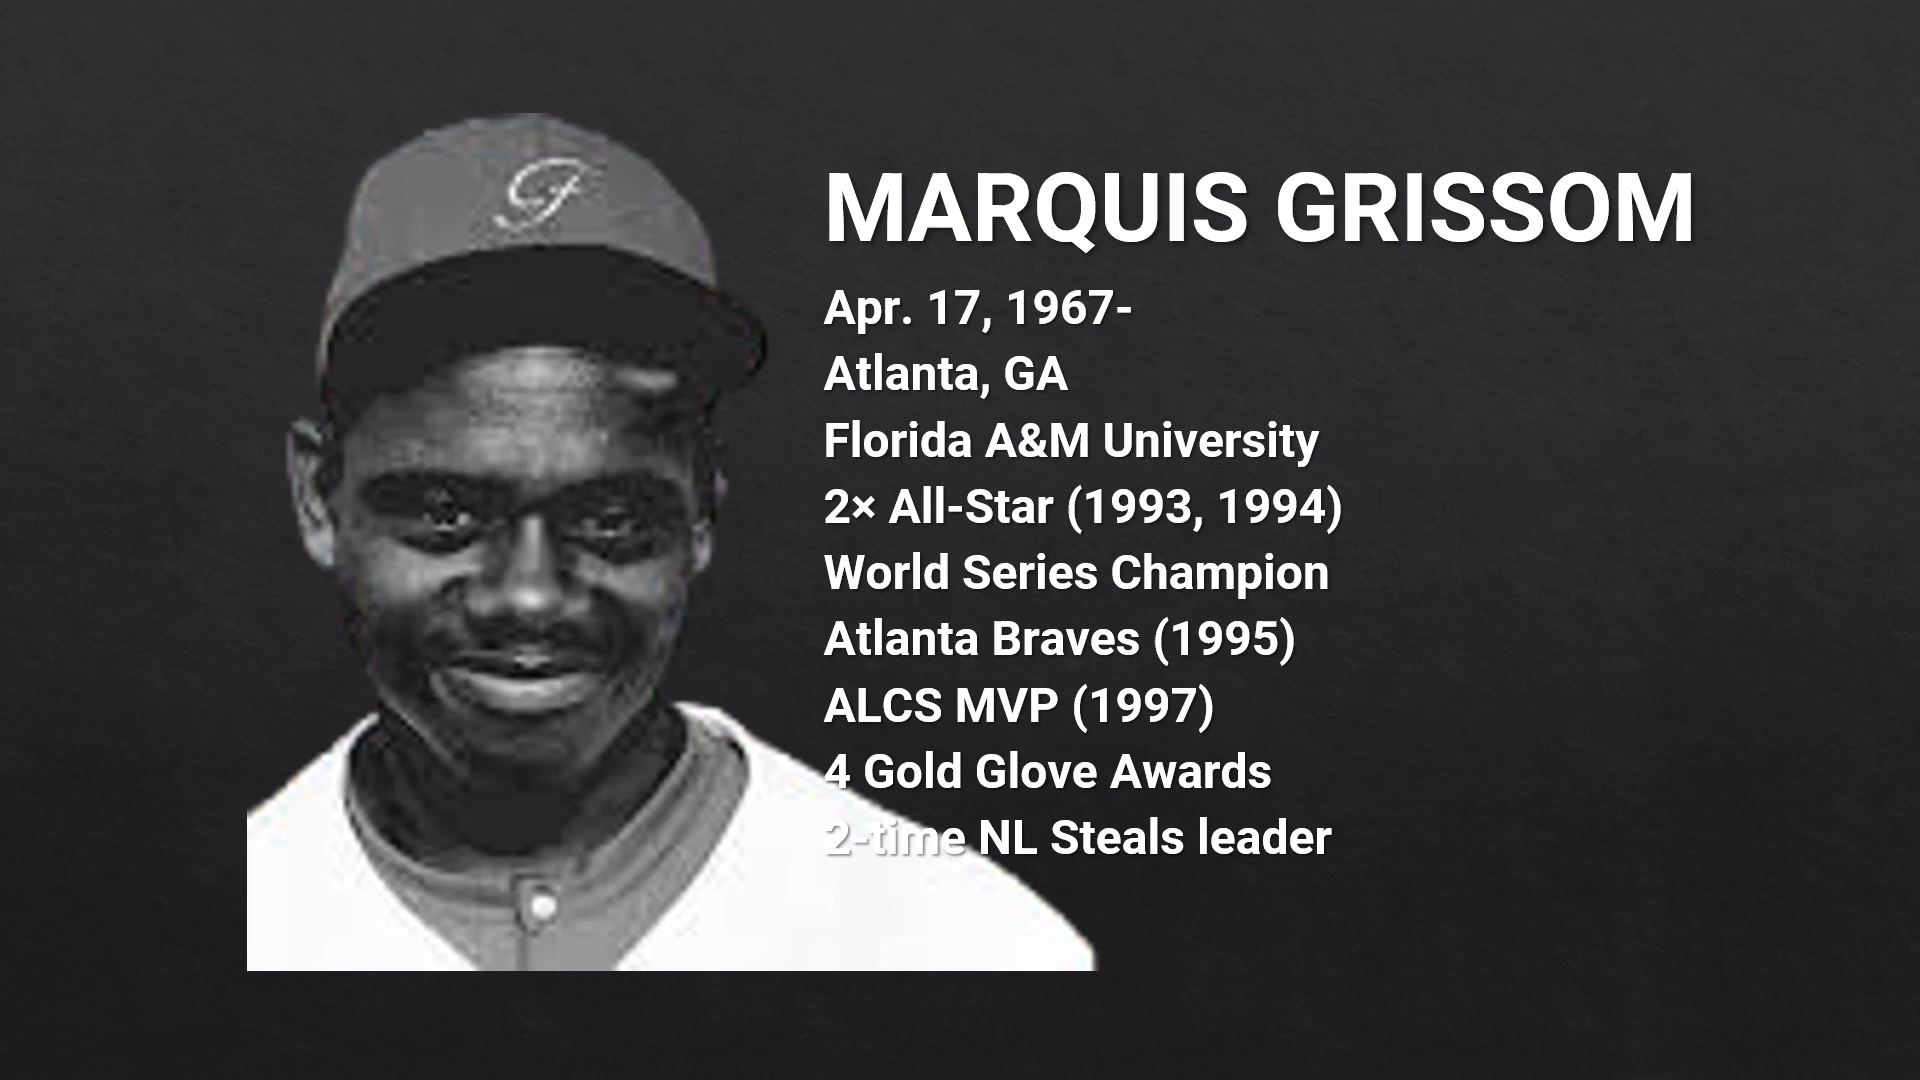 F
MARQUIS GRISSOM
Apr. 17, 1967-
Atlanta, GA
Florida A&M University
2× All-Star (1993, 1994)
World Series Champion
Atlanta Braves (1995)
ALCS MVP (1997)
4 Gold Glove Awards
2-time NL Steals leader